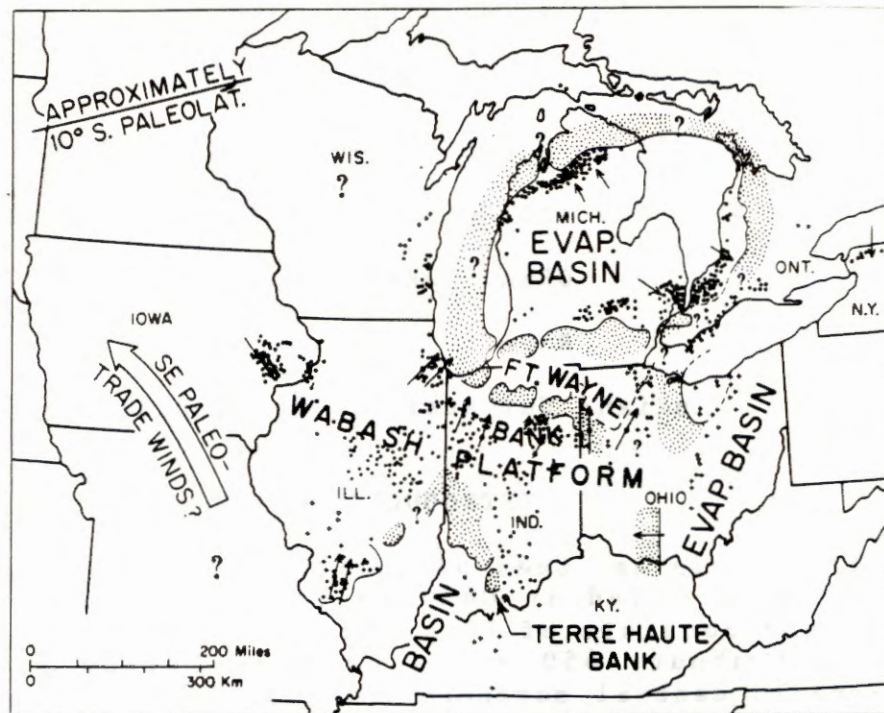 APPROXIMATELY
10° S. PALEOLAT.
WIS.
?
?
?
?
MICH.
EVAP.
BASIN
?
ONT.
?
N.Y.
IOWA
SE PALEO-
TRADE WINDS?
FT. WAYNE
BANK
WABASH
PLATFORM
?
ILL.
?
IND.
OHIO
EVAP. BASIN
?
BASIN
KY.
TERRE HAUTE
BANK
0 200 Miles
0 300 Km